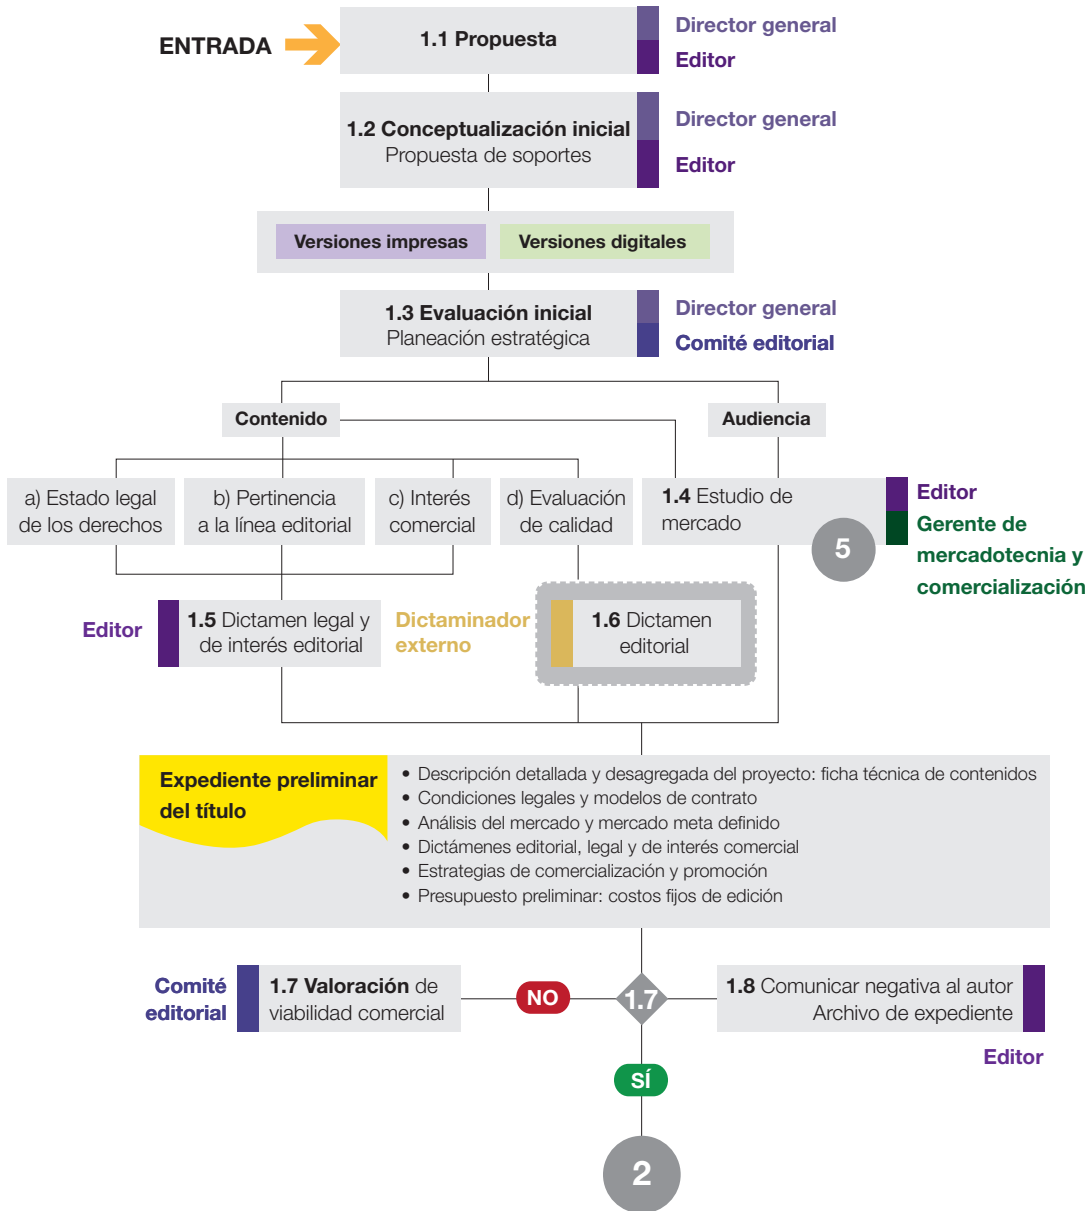 ENTRADA
1.1 Propuesta
Director general
Editor
1.2 Conceptualización inicial
Propuesta de soportes
Director general
Editor
Versiones impresas
Versiones digitales
1.3 Evaluación inicial
Planeación estratégica
Director general
Comité editorial
Contenido
Audiencia
a) Estado legal
de los derechos
b) Pertinencia
a la línea editorial
c) Interés
comercial
d) Evaluación
de calidad
1.4 Estudio de
mercado
5
Editor
Gerente de
mercadotecnia y
comercialización
Editor
1.5 Dictamen legal y
de interés editorial
Dictaminador
externo
1.6 Dictamen
editorial
Expediente preliminar
del título
• Descripción detallada y desagregada del proyecto: ficha técnica de contenidos
• Condiciones legales y modelos de contrato
• Análisis del mercado y mercado meta definido
• Dictámenes editorial, legal y de interés comercial
• Estrategias de comercialización y promoción
• Presupuesto preliminar: costos fijos de edición
Comité
editorial
1.7 Valoración de
viabilidad comercial
NO
1.7
1.8 Comunicar negativa al autor
Archivo de expediente
Editor
SÍ
2